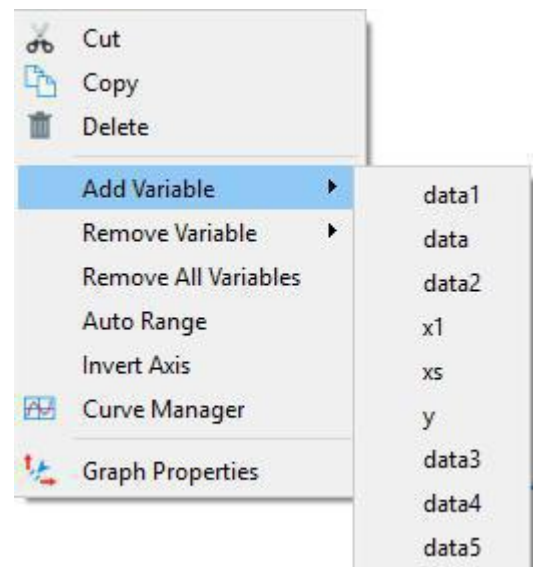 Cut
Copy
Delete
Add Variable
Remove Variable
Remove All Variables
Auto Range
Invert Axis
Curve Manager
Graph Properties
data1
data
data2
x1
xs
y
data3
data4
data5